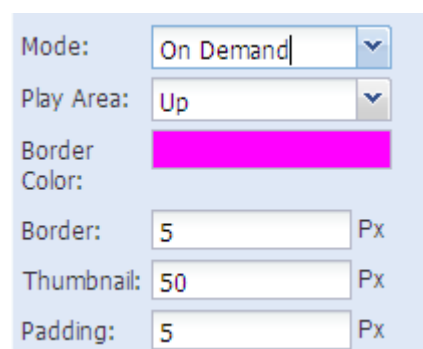 Mode: On Demand
Play Area: Up
Border
Color:
Border: 5 Px
Thumbnail: 50 Px
Padding: 5 Px